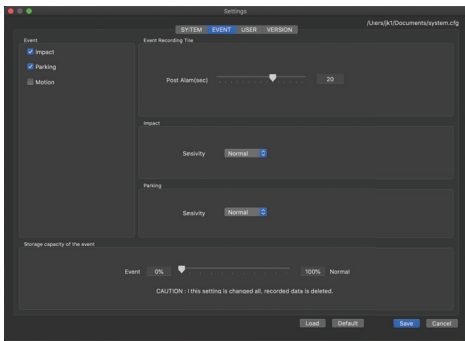 Settings
/Users/jk1/Documents/system.cfg
SY:TEM EVENT USER VERSION
Event
Impact
Parking
Motion
Event Recording Tile
Post Alam(sec) 20
Impact
Sesivity Normal
Parking
Sesivity Normal
Storage capacity of the event
Event 0% 100% Normal
CAUTION : I this setting is changed all, recorded data is deleted.
Load Default Save Cancel